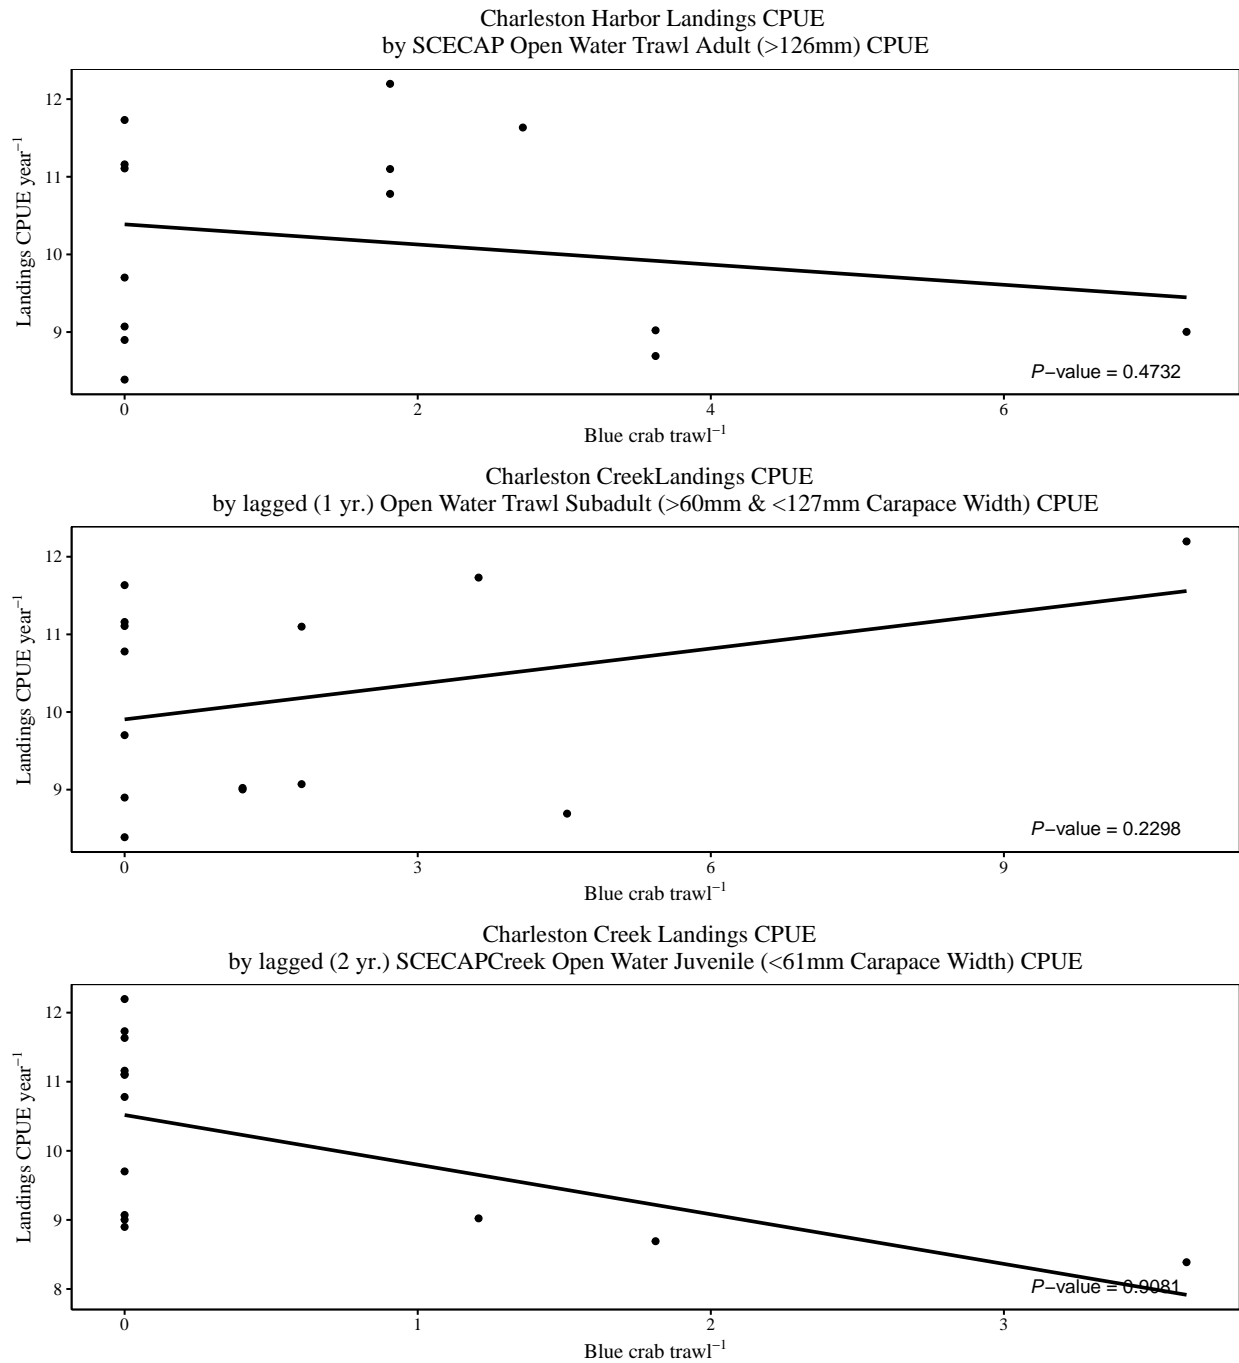 Charleston Harbor Landings CPUE
by SCECAP Open Water Trawl Adult (>126mm) CPUE
Landings CPUE year⁻¹
12
11
10
9
P−value = 0.4732
0 2 4 6
Blue crab trawl⁻¹
Charleston CreekLandings CPUE
by lagged (1 yr.) Open Water Trawl Subadult (>60mm & <127mm Carapace Width) CPUE
Landings CPUE year⁻¹
12
11
10
9
P−value = 0.2298
0 3 6 9
Blue crab trawl⁻¹
Charleston Creek Landings CPUE
by lagged (2 yr.) SCECAPCreek Open Water Juvenile (<61mm Carapace Width) CPUE
Landings CPUE year⁻¹
12
11
10
9
8
P−value = 0.9081
0 1 2 3
Blue crab trawl⁻¹